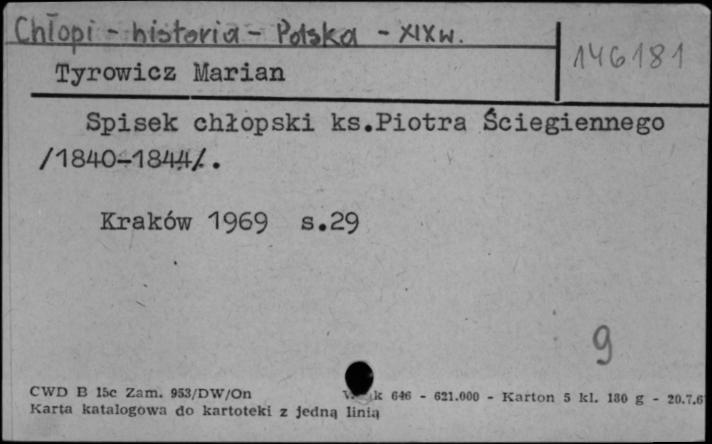 Chłopi - historia - Polska - XIX w.
146181
Tyrowicz Marian
Spisek chłopski ks.Piotra Ściegiennego
/1840-1844/.
Kraków 1969 s.29
9
CWD B 15c Zam. 953/DW/On k 646 - 621.000 - Karton 5 kl. 180 g - 20.7.6
Karta katalogowa do kartoteki z jedną linią